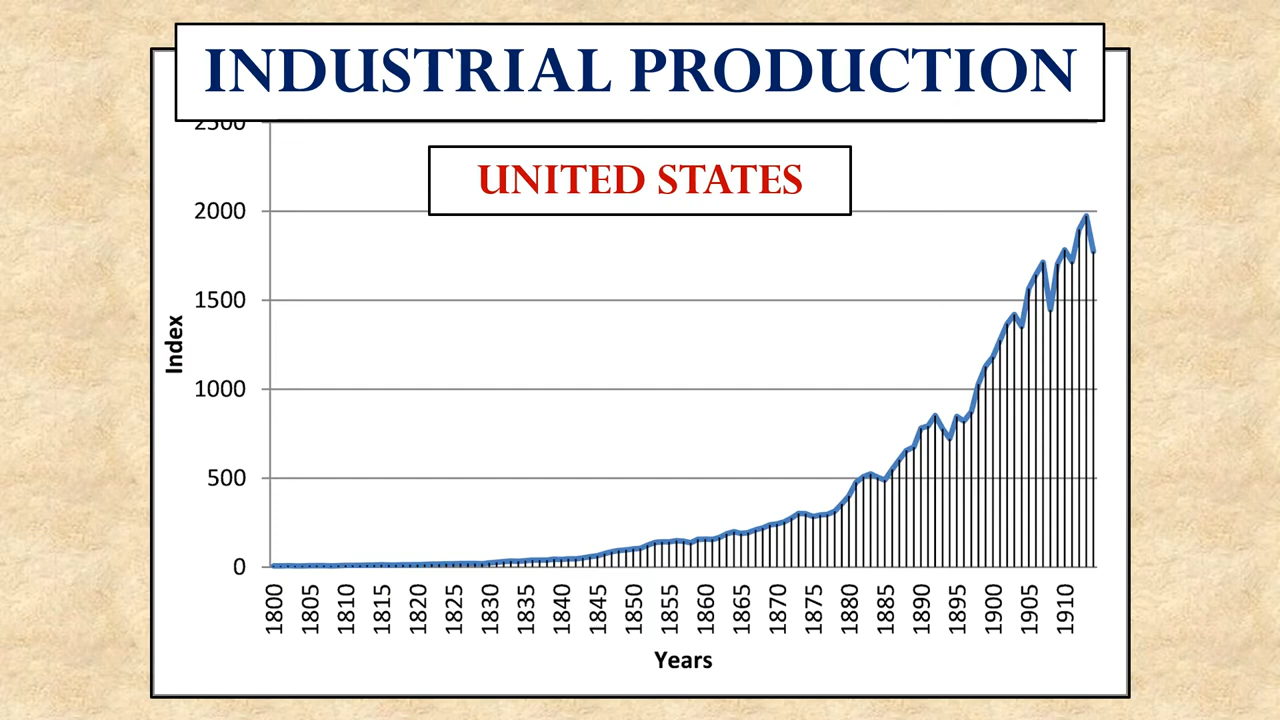 INDUSTRIAL PRODUCTION
2500
UNITED STATES
2000
1500
Index
1000
500
0
1800 1805 1810 1815 1820 1825 1830 1835 1840 1845 1850 1855 1860 1865 1870 1875 1880 1885 1890 1895 1900 1905 1910
Years